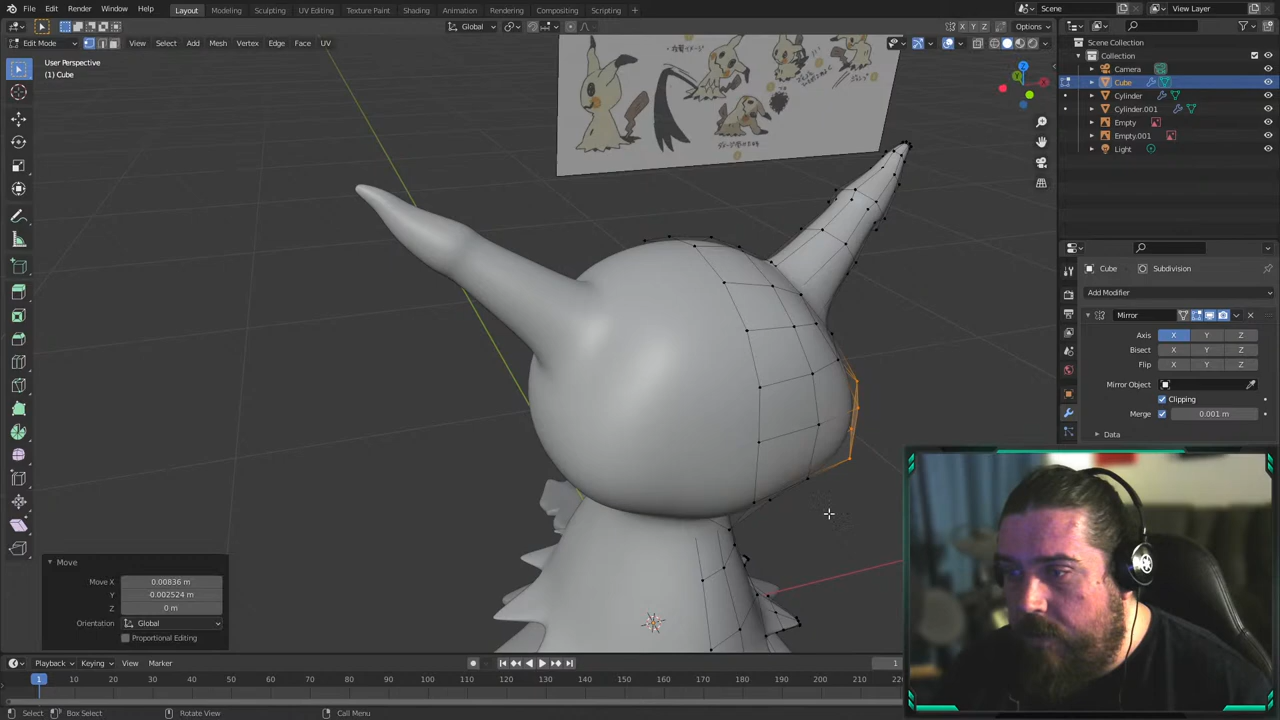 File Edit Render Window Help Layout Modeling Sculpting UV Editing Texture Paint Shading Animation Rendering Compositing Scripting + Scene View Layer
Global Options
Edit Mode View Select Add Mesh Vertex Edge Face UV X Y Z
User Perspective
(1) Cube
Scene Collection
Collection
Camera
Cube
Cylinder
Cylinder.001
Empty
Empty.001
Light
Cube Subdivision
Add Modifier
Mirror
Axis X Y Z
Bisect X Y Z
Flip X Y Z
Mirror Object
Clipping
Merge 0.001 m
Data
Move
Move X 0.00836 m
Y -0.002524 m
Z 0 m
Orientation Global
Proportional Editing
Playback Keying View Marker 1
1 10 20 30 40 50 60 70 80 90 100 110 120 130 140 150 160 170 180 190 200 210 220
Select Box Select Rotate View Call Menu